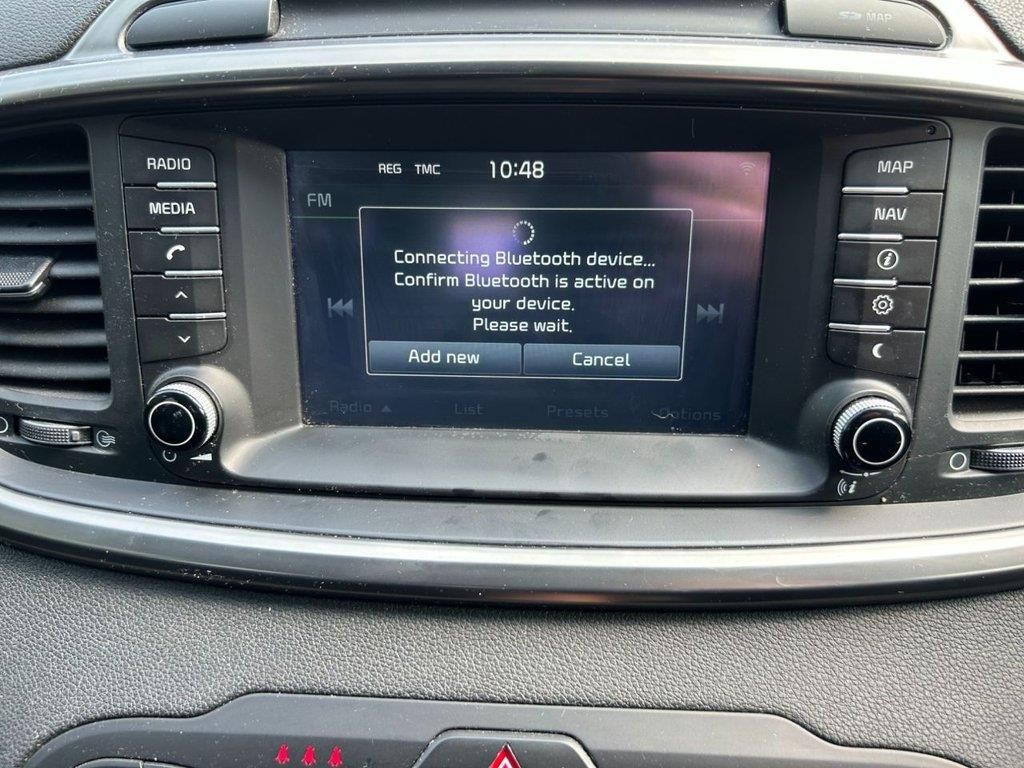 MAP
RADIO
MEDIA
REG TMC 10:48
FM
Connecting Bluetooth device...
Confirm Bluetooth is active on
your device.
Please wait.
Add new
Cancel
Radio ▲ List Presets Options
MAP
NAV